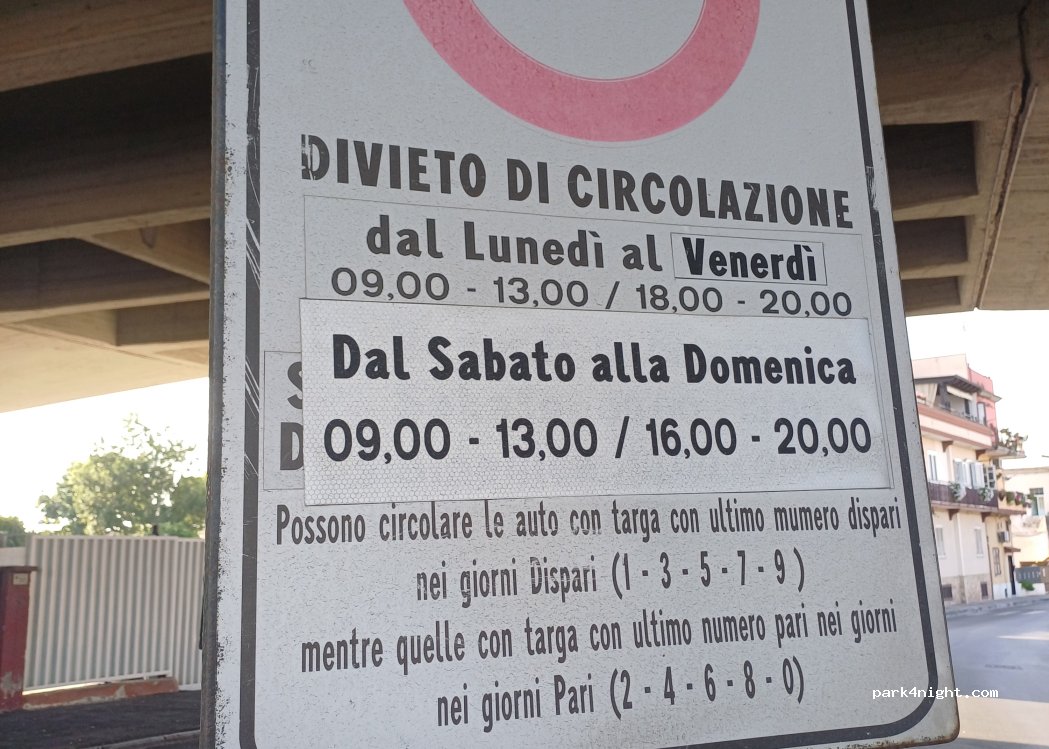 DIVIETO DI CIRCOLAZIONE
dal Lunedì al Venerdì
09,00 - 13,00 / 18,00 - 20,00
Dal Sabato alla Domenica
09,00 - 13,00 / 16,00 - 20,00
Possono circolare le auto con targa con ultimo mumero dispari
nei giorni Dispari (1 - 3 - 5 - 7 - 9)
mentre quelle con targa con ultimo numero pari nei giorni
nei giorni Pari (2 - 4 - 6 - 8 - 0)
park4night.com